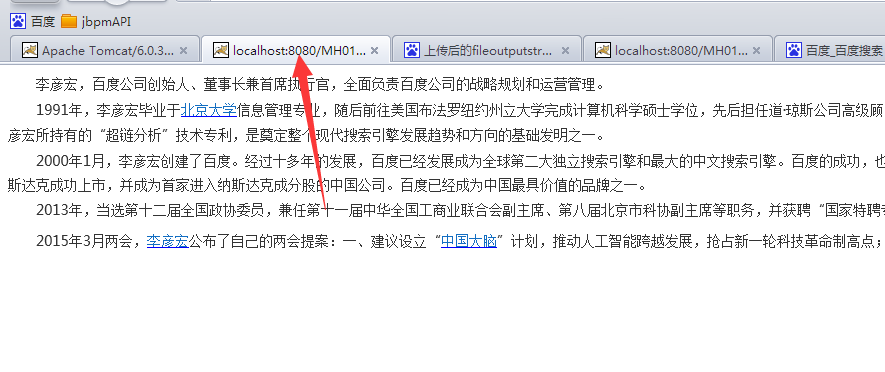 百度 jbpmAPI
Apache Tomcat/6.0.3... localhost:8080/MH01... 上传后的fileoutputstr... localhost:8080/MH01... 百度_百度搜索
李彦宏，百度公司创始人、董事长兼首席执行官，全面负责百度公司的战略规划和运营管理。
1991年，李彦宏毕业于北京大学信息管理专业，随后前往美国布法罗纽约州立大学完成计算机科学硕士学位，先后担任道·琼斯公司高级顾
彦宏所持有的“超链分析”技术专利，是奠定整个现代搜索引擎发展趋势和方向的基础发明之一。
2000年1月，李彦宏创建了百度。经过十多年的发展，百度已经发展成为全球第二大独立搜索引擎和最大的中文搜索引擎。百度的成功，也
斯达克成功上市，并成为首家进入纳斯达克成分股的中国公司。百度已经成为中国最具价值的品牌之一。
2013年，当选第十二届全国政协委员，兼任第十一届中华全国工商业联合会副主席、第八届北京市科协副主席等职务，并获聘“国家特聘专
2015年3月两会，李彦宏公布了自己的两会提案：一、建议设立“中国大脑”计划，推动人工智能跨越发展，抢占新一轮科技革命制高点；